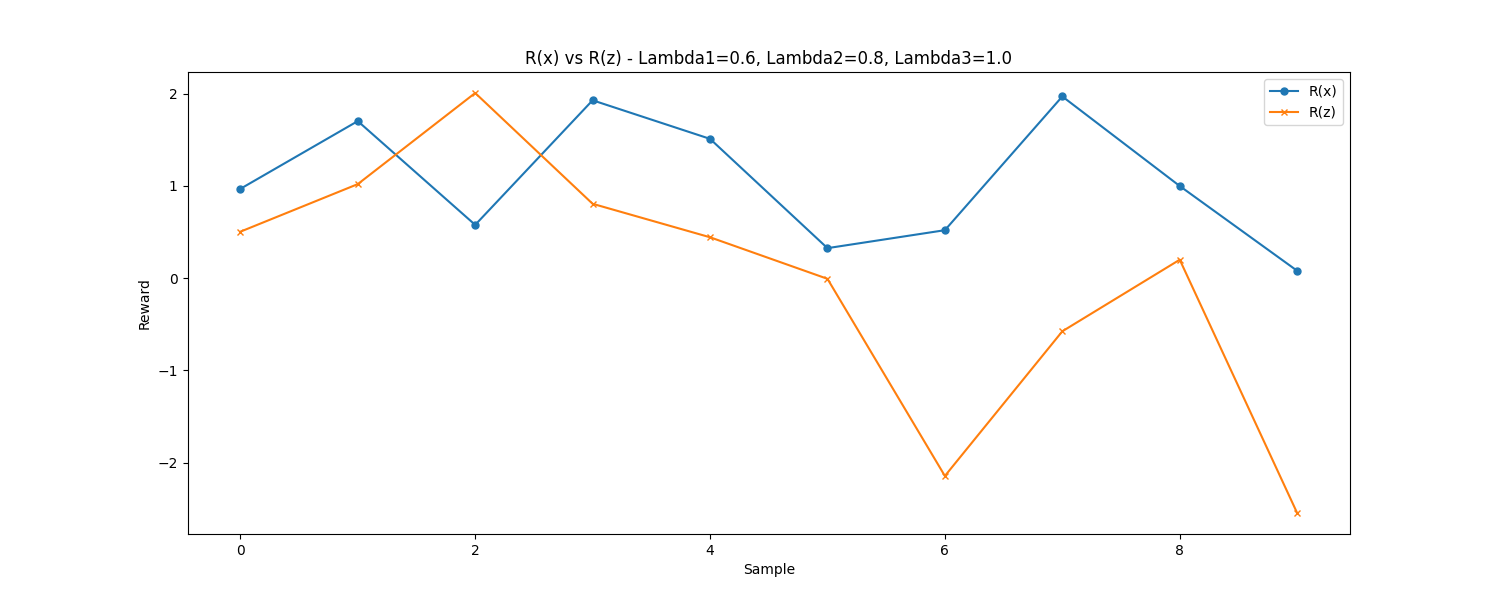 R(x) vs R(z) - Lambda1=0.6, Lambda2=0.8, Lambda3=1.0
R(x)
R(z)
2
1
0
−1
−2
Reward
0 2 4 6 8
Sample